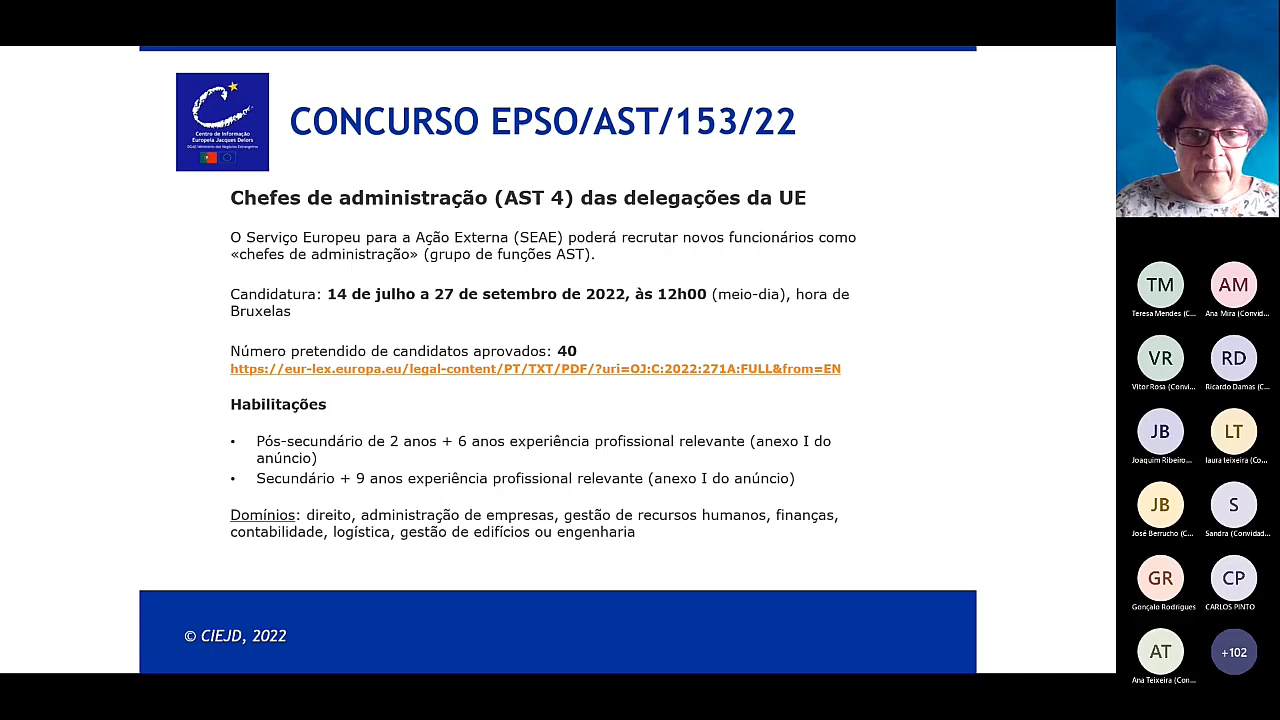 Centro de Informação
Europeia Jacques Delors
CONCURSO EPSO/AST/153/22
Chefes de administração (AST 4) das delegações da UE
O Serviço Europeu para a Ação Externa (SEAE) poderá recrutar novos funcionários como
«chefes de administração» (grupo de funções AST).
Candidatura: 14 de julho a 27 de setembro de 2022, às 12h00 (meio-dia), hora de
Bruxelas
Número pretendido de candidatos aprovados: 40
https://eur-lex.europa.eu/legal-content/PT/TXT/PDF/?uri=OJ:C:2022:271A:FULL&from=EN
Habilitações
• Pós-secundário de 2 anos + 6 anos experiência profissional relevante (anexo I do
anúncio)
• Secundário + 9 anos experiência profissional relevante (anexo I do anúncio)
Domínios: direito, administração de empresas, gestão de recursos humanos, finanças,
contabilidade, logística, gestão de edifícios ou engenharia
© CIEJD, 2022
TM AM
Teresa Mendes (C... Ana Mira (Convid...
VR RD
Vitor Rosa (Convi... Ricardo Damas (C...
JB LT
Joaquim Ribeiro... laura teixeira (Co...
JB S
José Berrucho (C... Sandra (Convidad...
GR CP
Gonçalo Rodrigues CARLOS PINTO
AT +102
Ana Teixeira (Con...